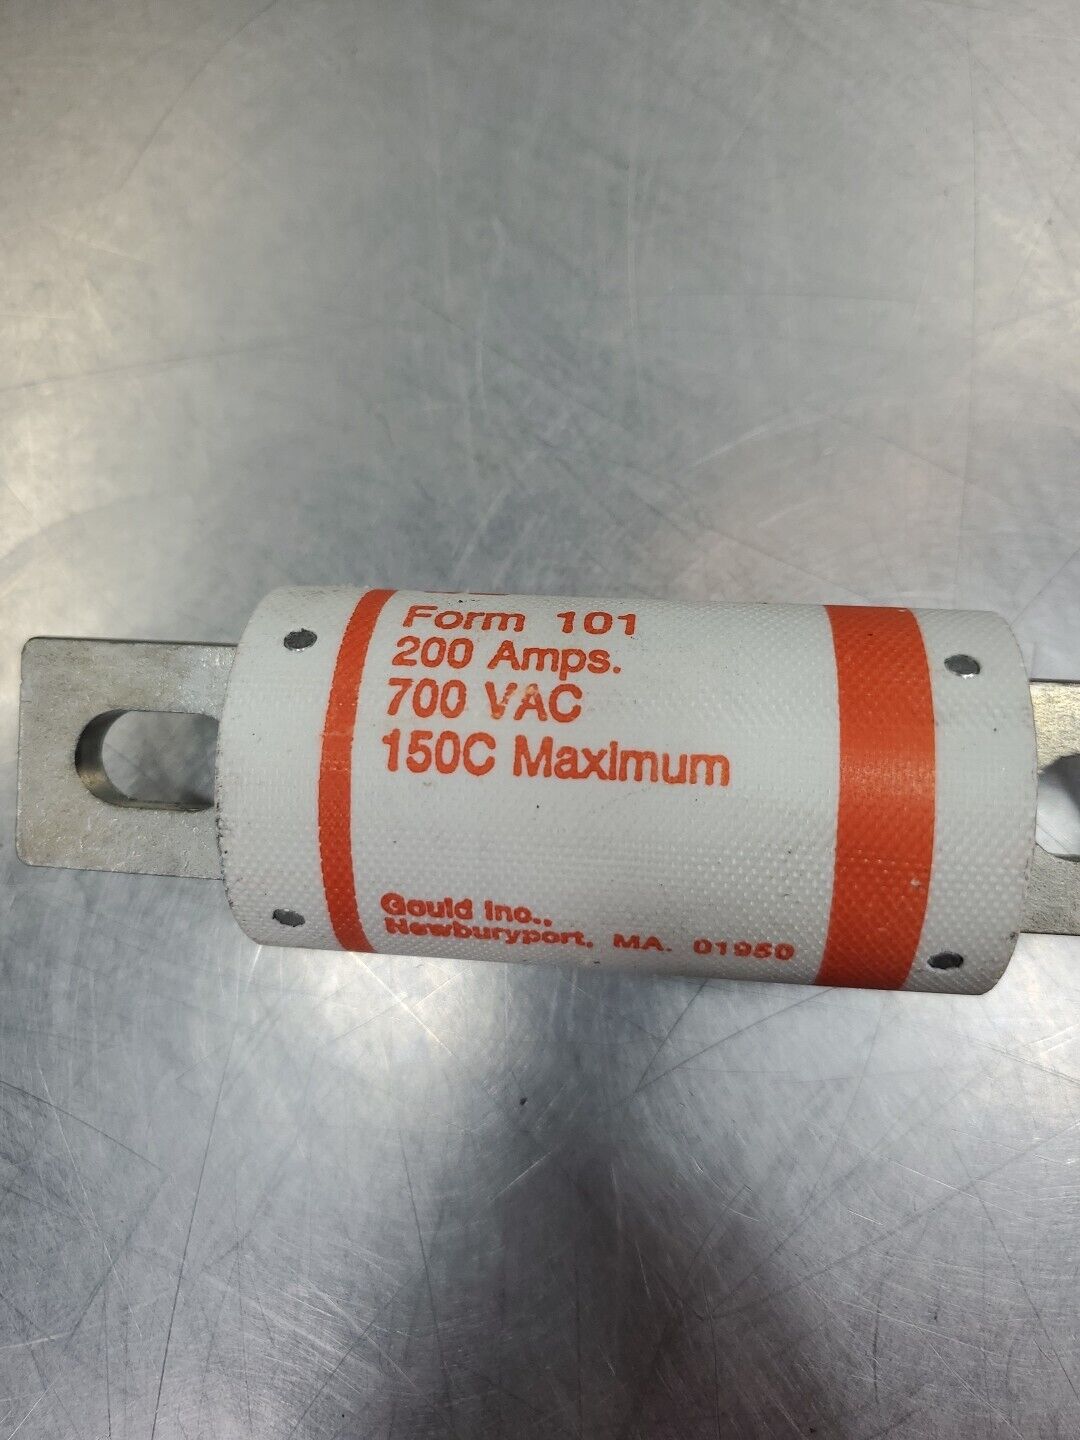 Form 101
200 Amps.
700 VAC
150C Maximum
Gould Inc.,
Newburyport, MA. 01950